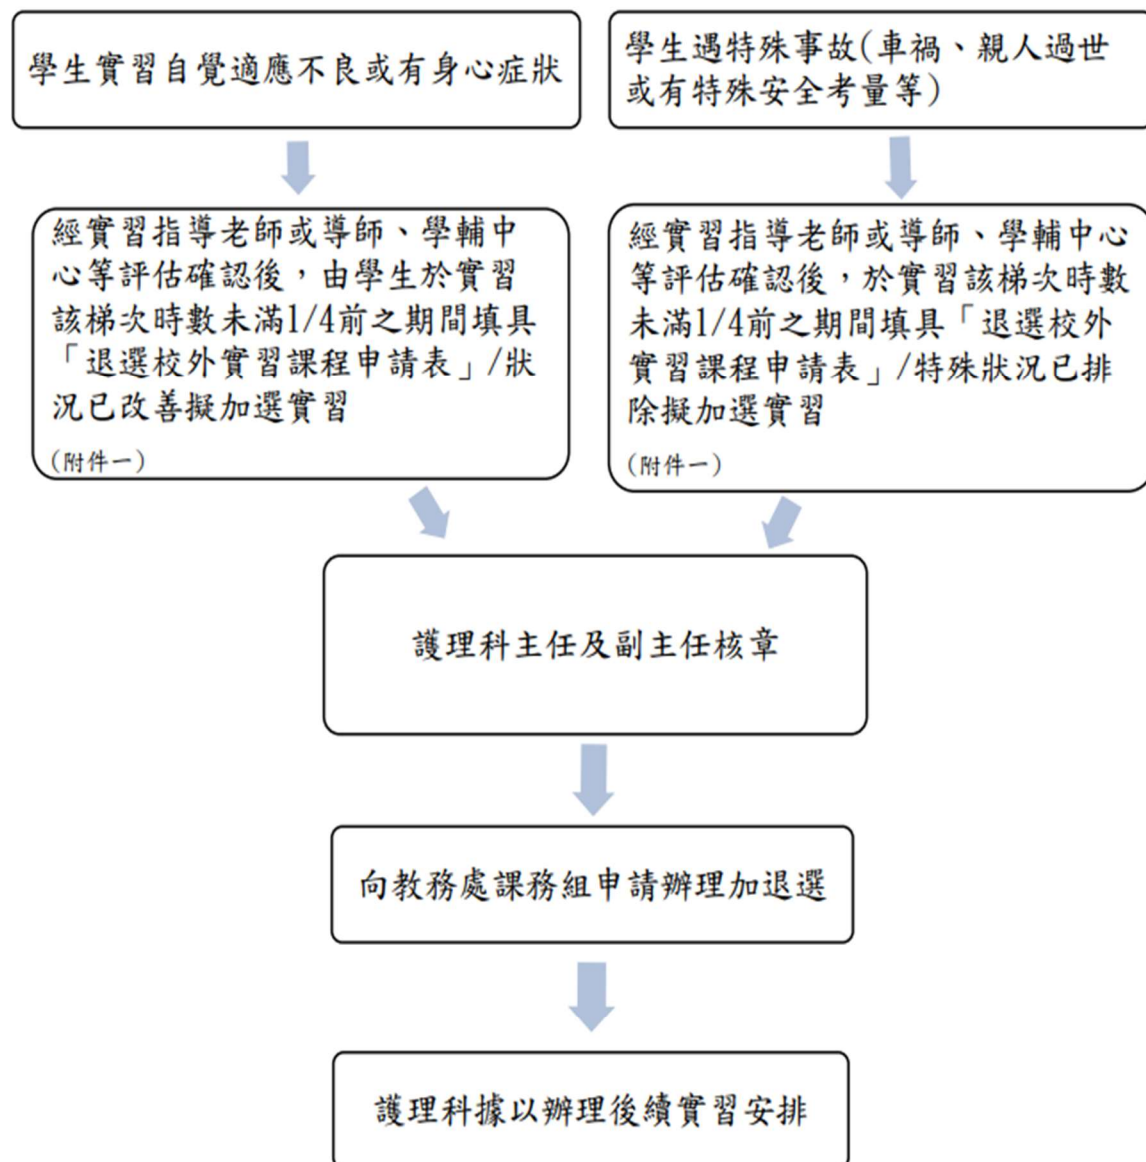 學生實習自覺適應不良或有身心症狀
學生遇特殊事故(車禍、親人過世
或有特殊安全考量等)
經實習指導老師或導師、學輔中
心等評估確認後，由學生於實習
該梯次時數未滿1/4前之期間填具
「退選校外實習課程申請表」/狀
況已改善擬加選實習
(附件一)
經實習指導老師或導師、學輔中心
等評估確認後，於實習該梯次時數
未滿1/4前之期間填具「退選校外
實習課程申請表」/特殊狀況已排
除擬加選實習
(附件一)
護理科主任及副主任核章
向教務處課務組申請辦理加退選
護理科據以辦理後續實習安排